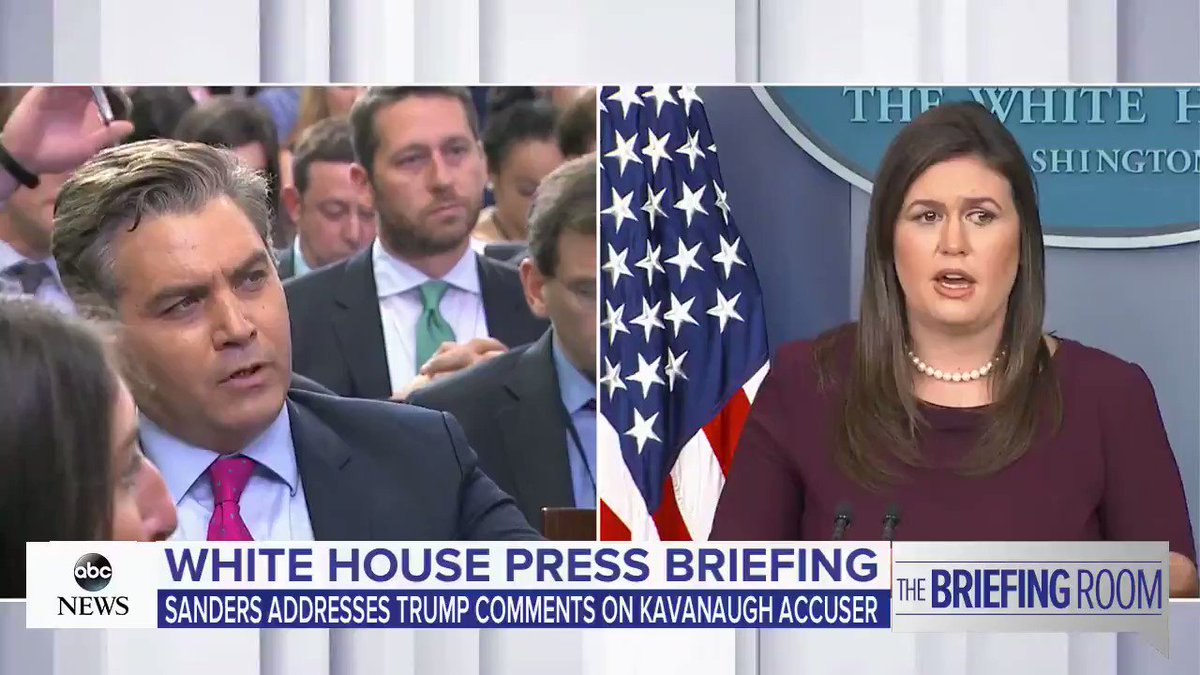 THE WHITE H
SHINGTON
abc
NEWS
WHITE HOUSE PRESS BRIEFING
SANDERS ADDRESSES TRUMP COMMENTS ON KAVANAUGH ACCUSER
THE BRIEFING ROOM